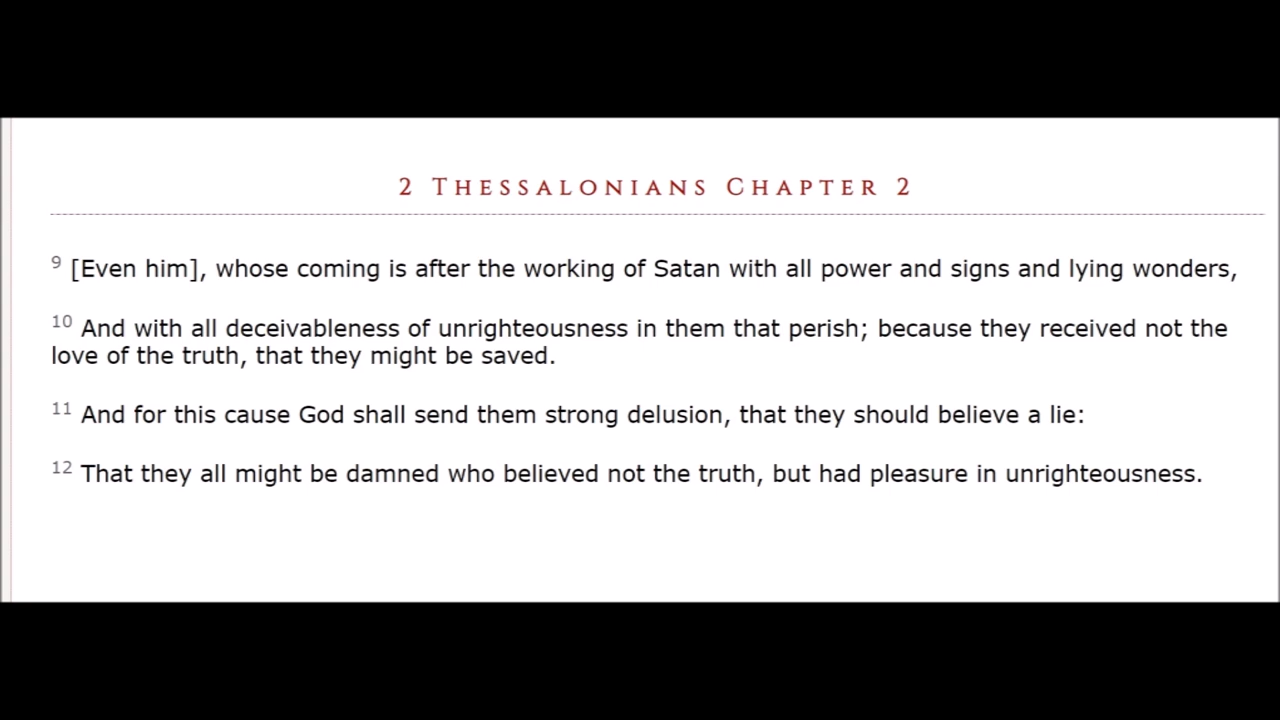 2 Thessalonians Chapter 2
9 [Even him], whose coming is after the working of Satan with all power and signs and lying wonders,
10 And with all deceivableness of unrighteousness in them that perish; because they received not the
love of the truth, that they might be saved.
11 And for this cause God shall send them strong delusion, that they should believe a lie:
12 That they all might be damned who believed not the truth, but had pleasure in unrighteousness.